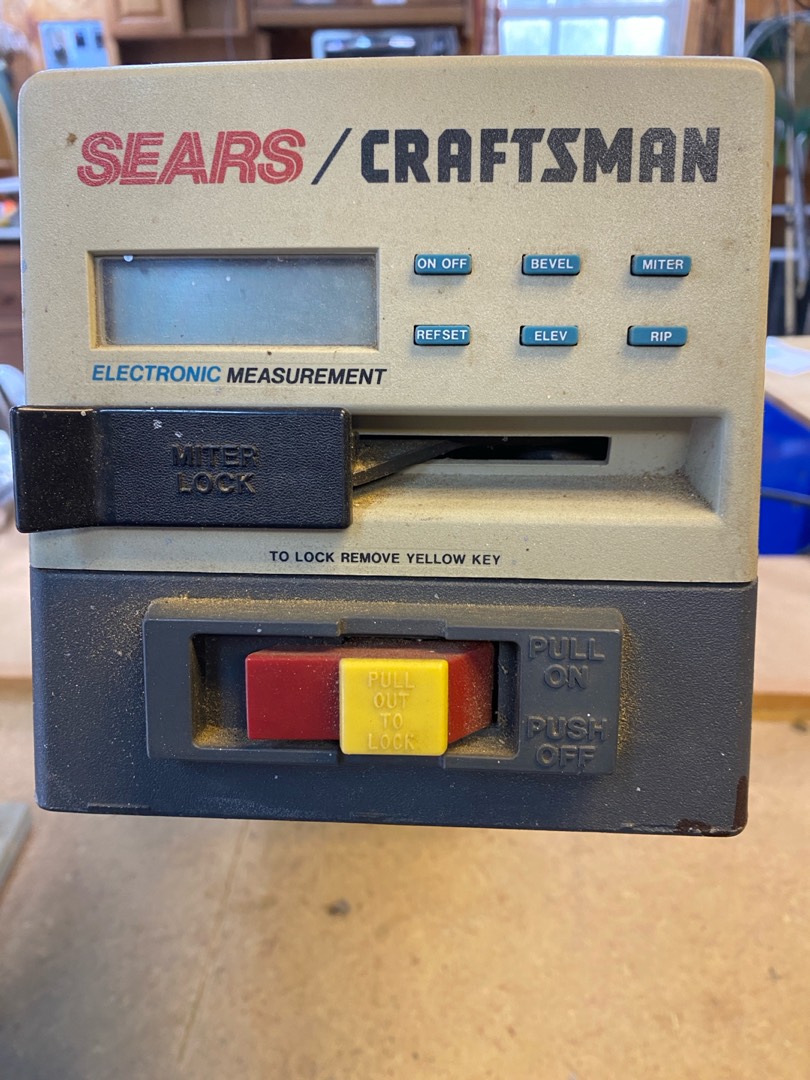 SEARS / CRAFTSMAN
ON OFF BEVEL MITER
REFSET ELEV RIP
ELECTRONIC MEASUREMENT
MITER
LOCK
TO LOCK REMOVE YELLOW KEY
PULL
OUT
TO
LOCK
PULL
ON
PUSH
OFF